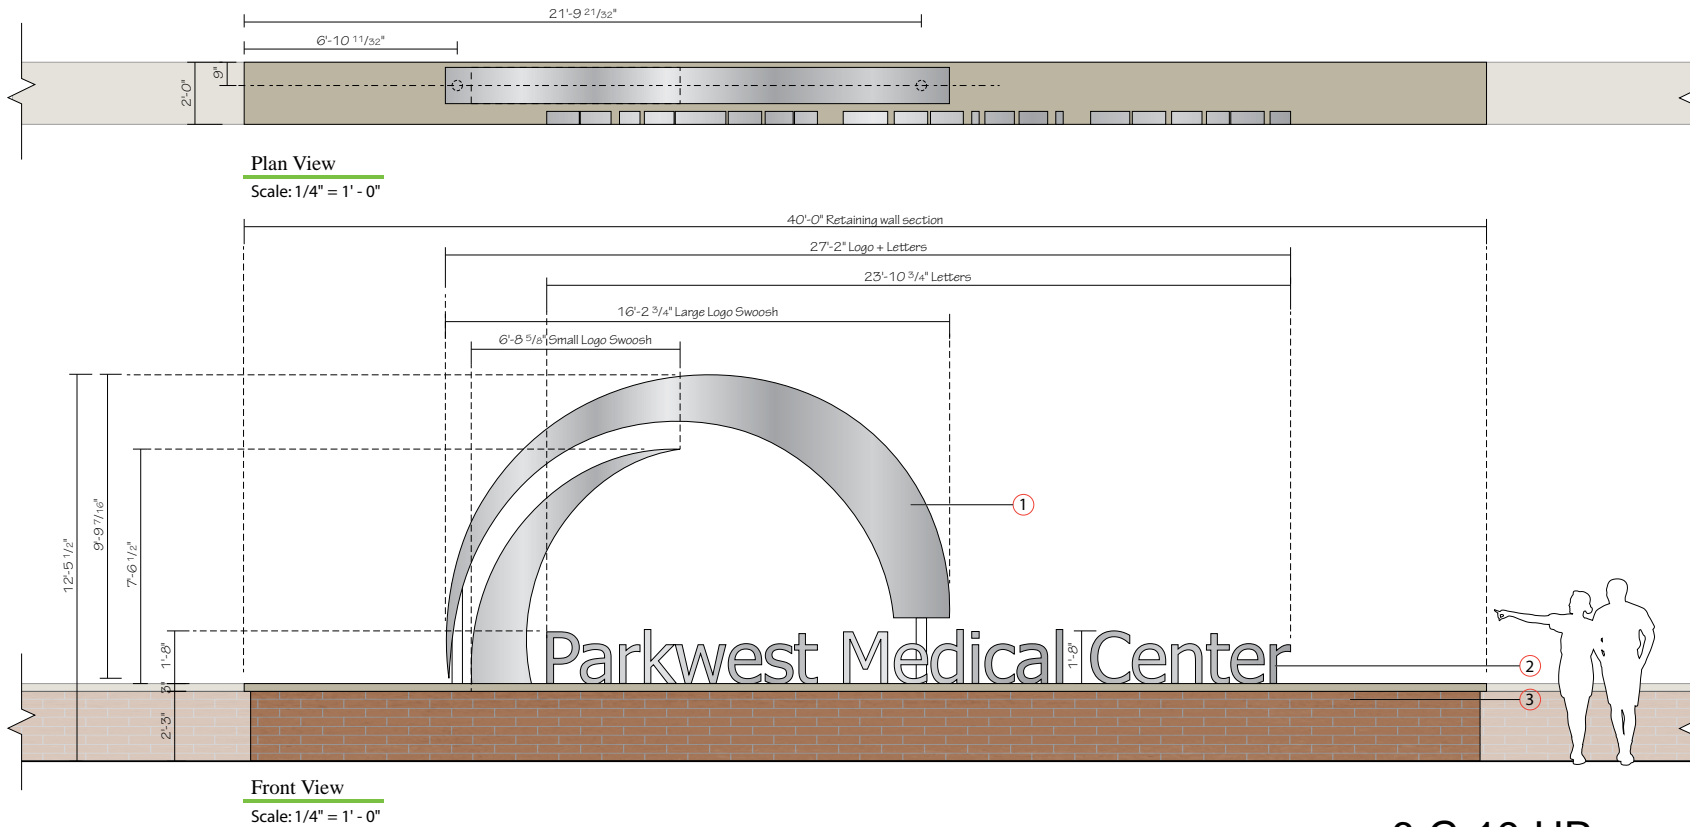 21'-9 21/32"
6'-10 11/32"
9"
2'-0"
Plan View
Scale: 1/4" = 1' - 0"
40'-0" Retaining wall section
27'-2" Logo + Letters
23'-10 3/4" Letters
16'-2 3/4" Large Logo Swoosh
6'-8 5/8" Small Logo Swoosh
12'-5 1/2"
9'-9 7/16"
7'-6 1/2"
1'-8"
3"
2'-3"
1
Parkwest Medical Center
1'-8"
2
3
Front View
Scale: 1/4" = 1' - 0"